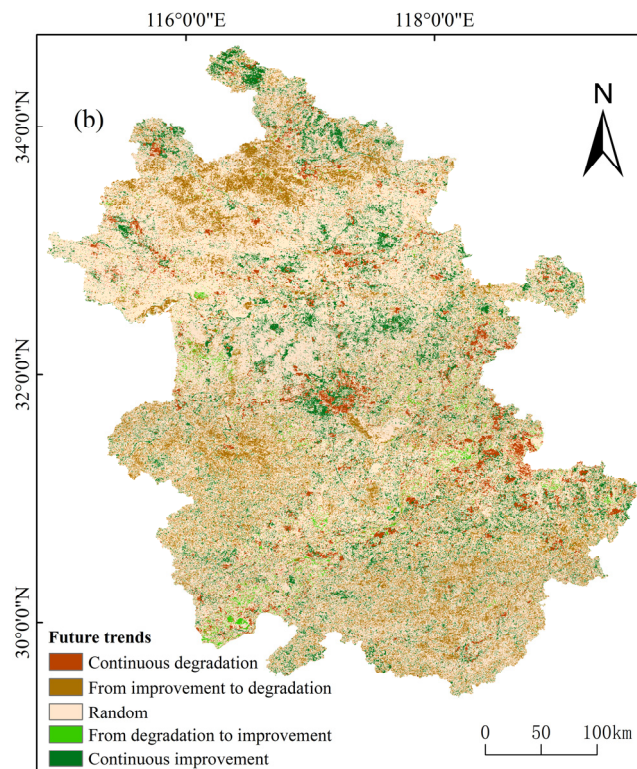 116°0'0"E
118°0'0"E
(b)
N
34°0'0"N
32°0'0"N
30°0'0"N
Future trends
Continuous degradation
From improvement to degradation
Random
From degradation to improvement
Continuous improvement
0 50 100km